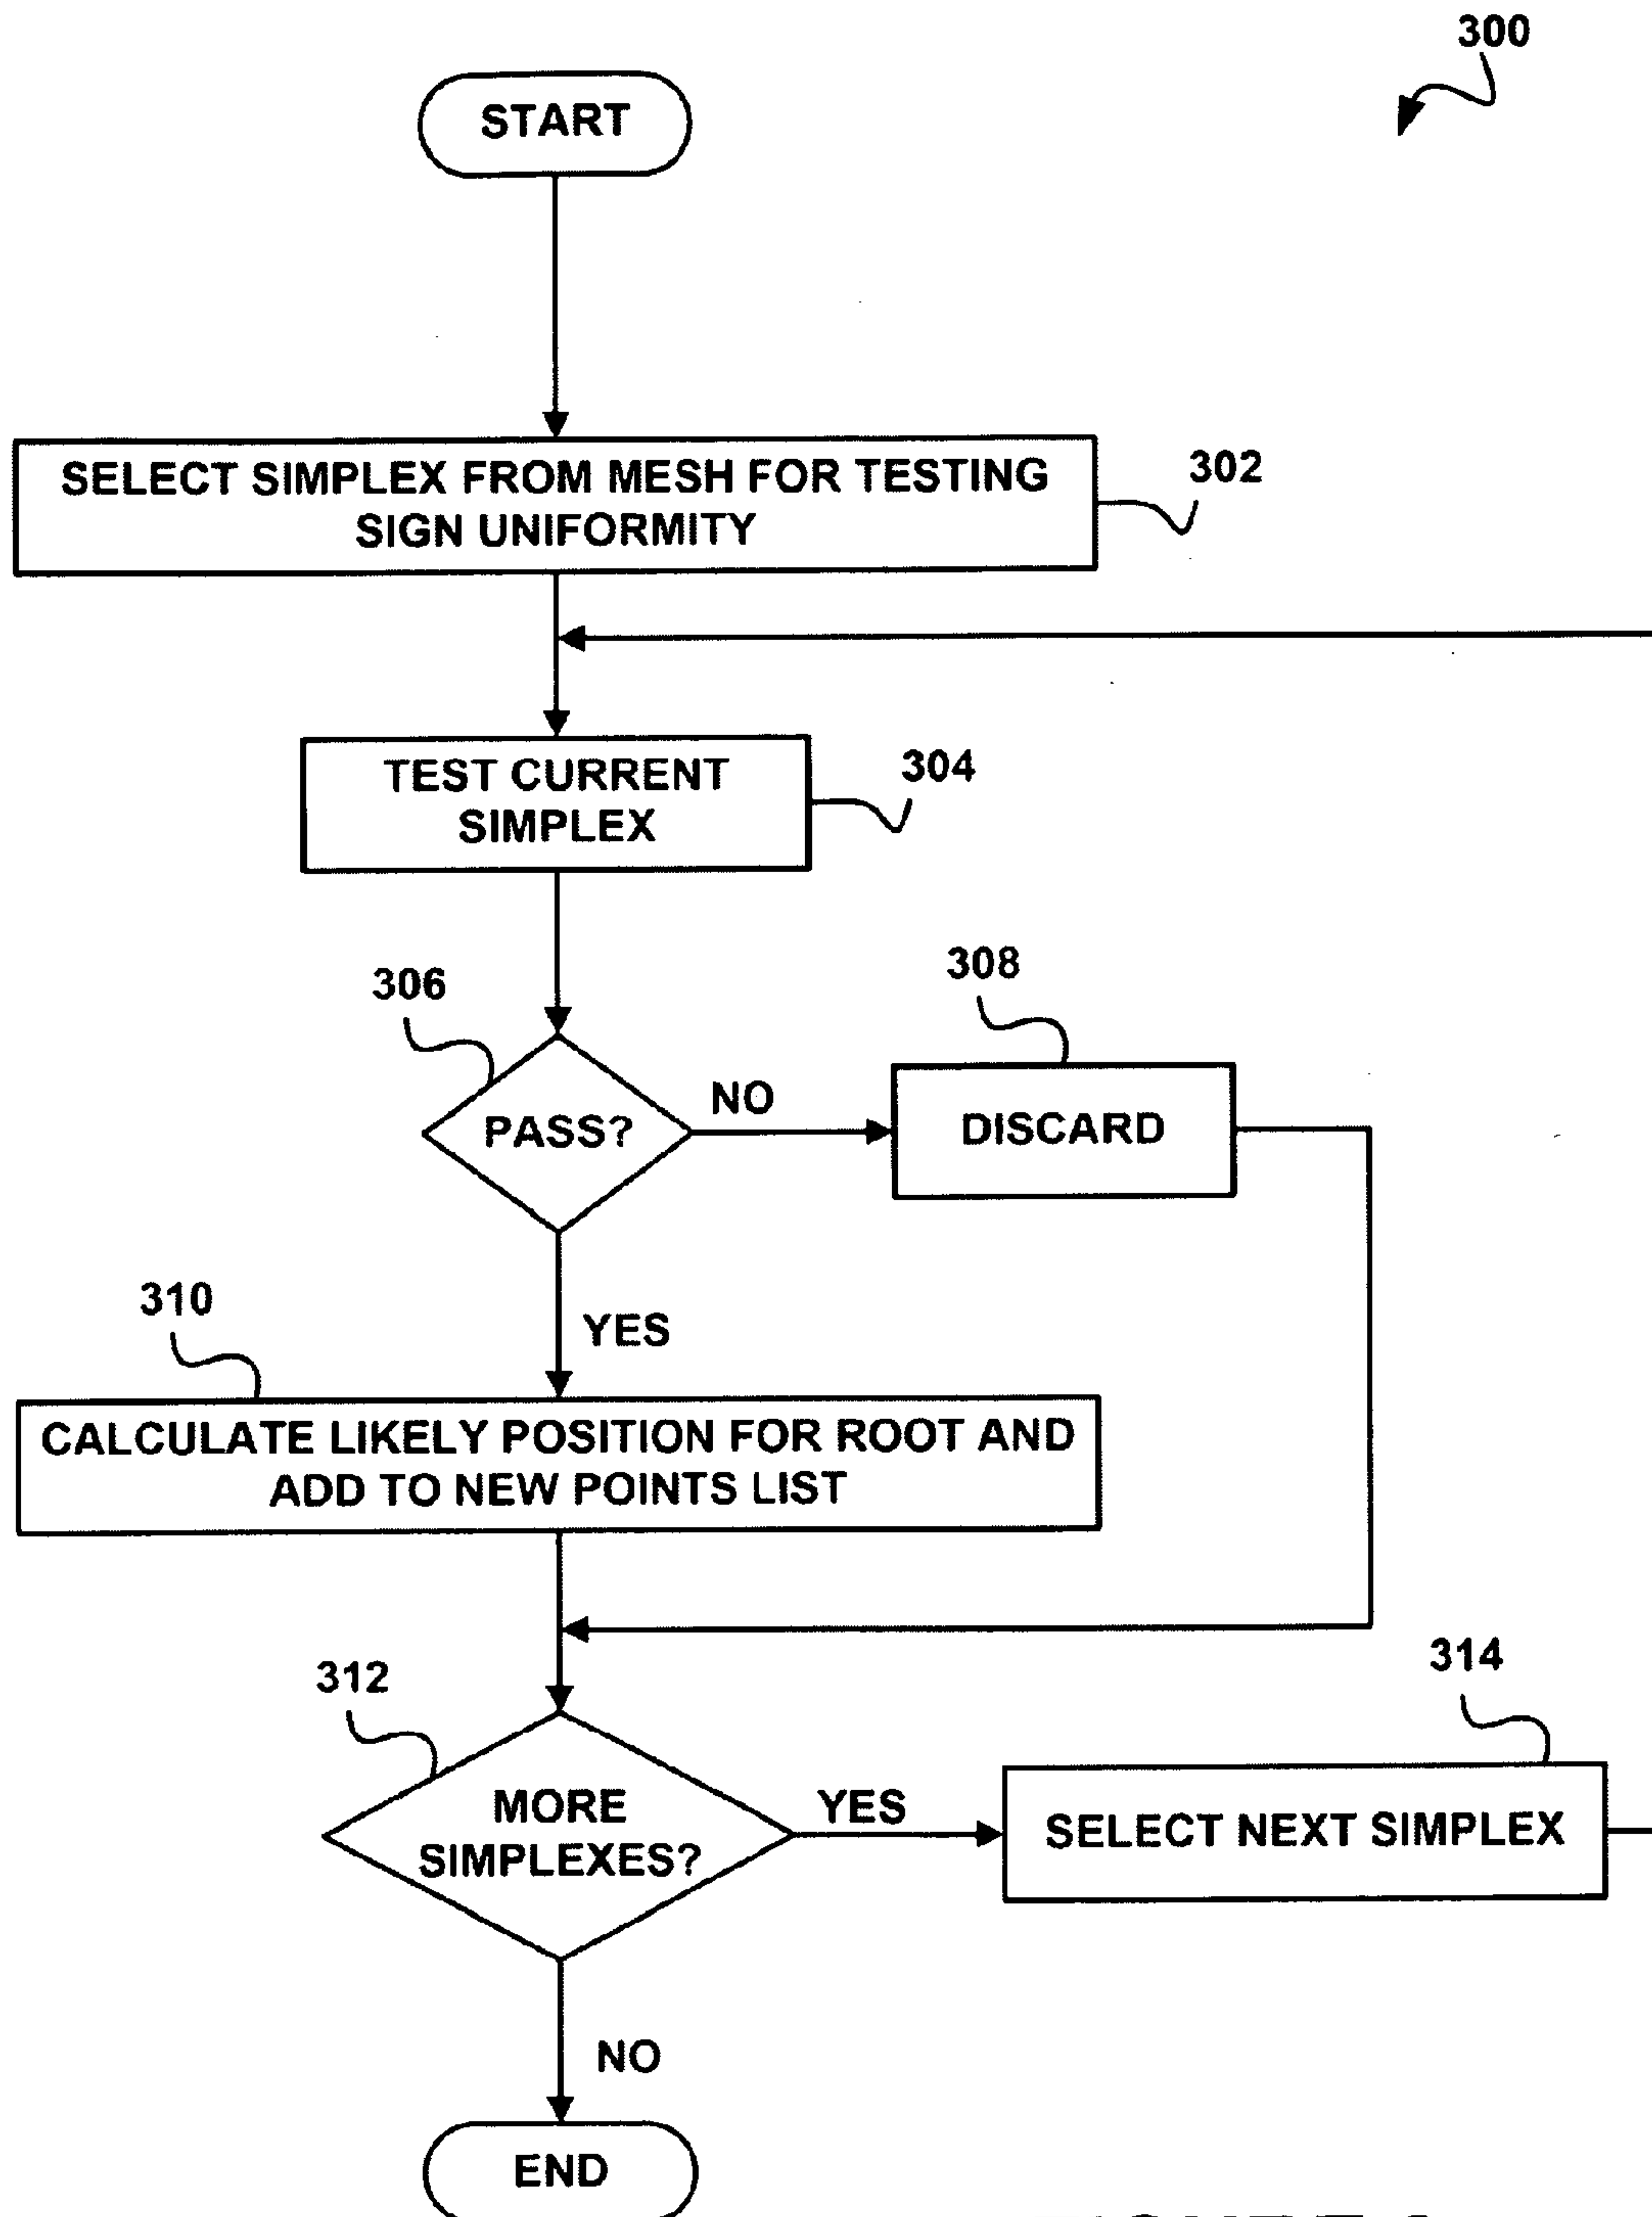 300
START
SELECT SIMPLEX FROM MESH FOR TESTING
SIGN UNIFORMITY
302
TEST CURRENT
SIMPLEX
304
306
PASS?
NO
308
DISCARD
YES
310
CALCULATE LIKELY POSITION FOR ROOT AND
ADD TO NEW POINTS LIST
312
MORE
SIMPLEXES?
YES
314
SELECT NEXT SIMPLEX
NO
END